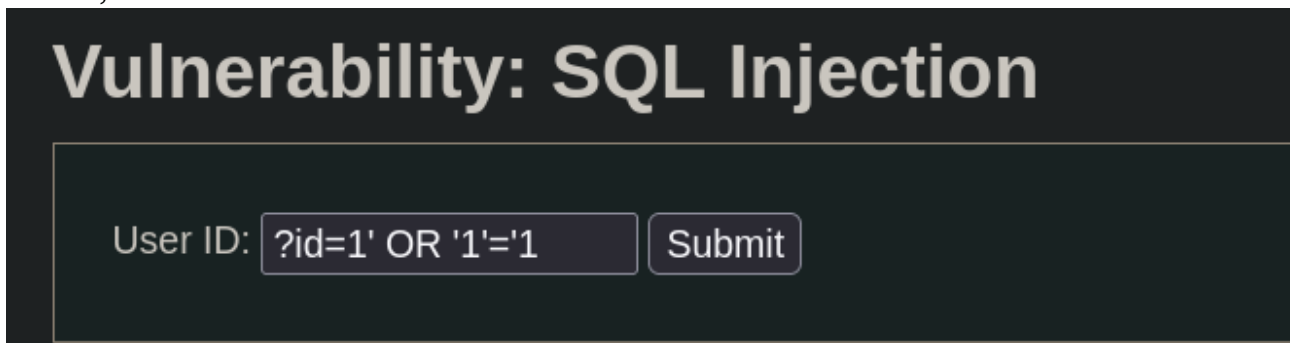 Vulnerability: SQL Injection
User ID: ?id=1' OR '1'='1 Submit